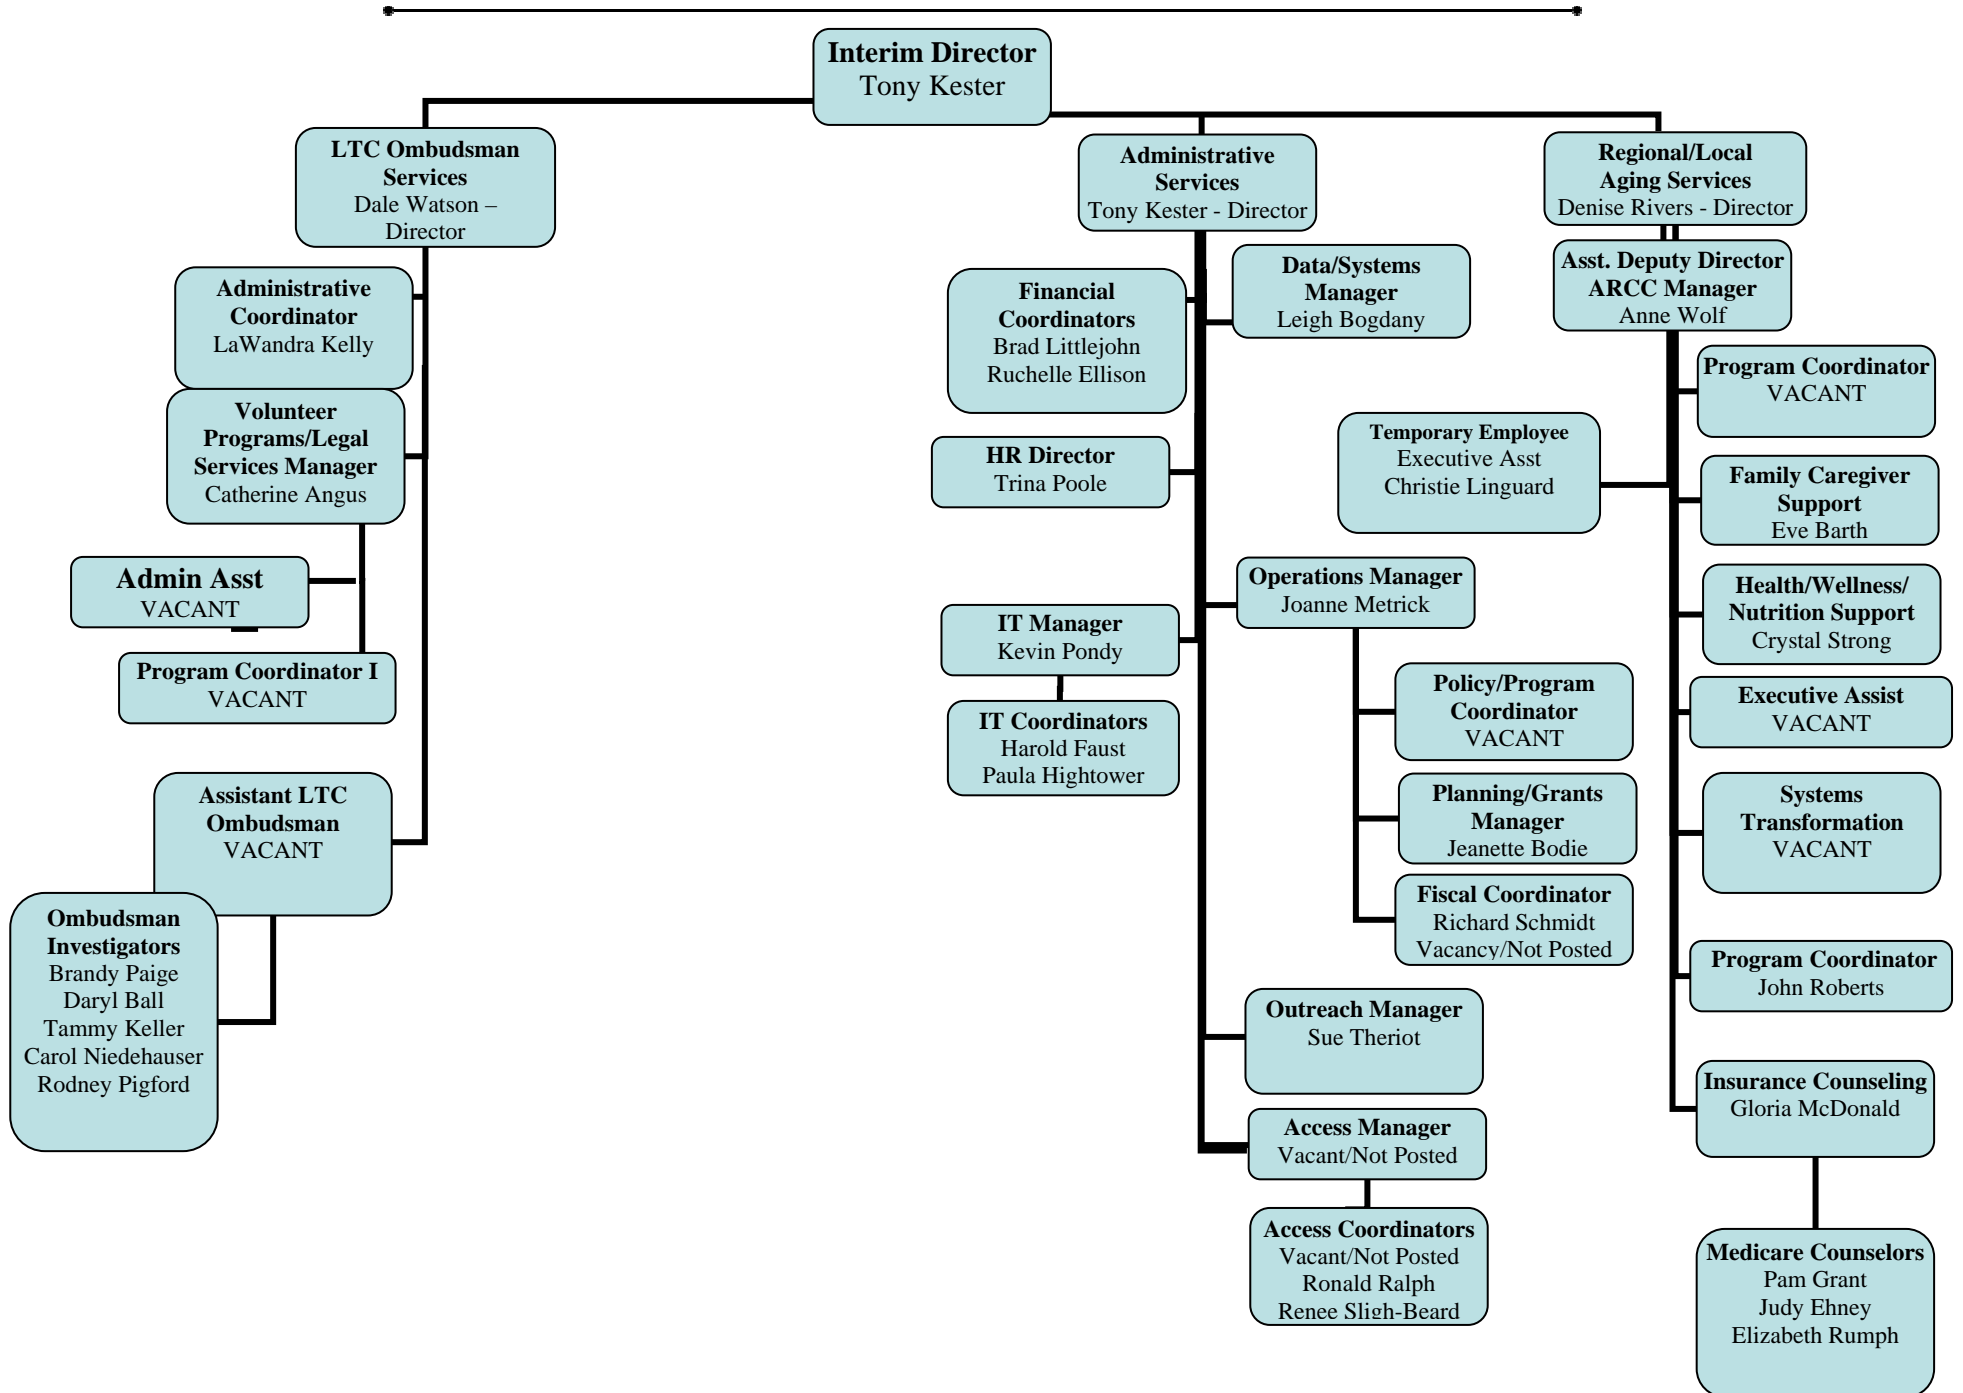 Interim Director
Tony Kester
LTC Ombudsman
Services
Dale Watson –
Director
Administrative
Coordinator
LaWandra Kelly
Volunteer
Programs/Legal
Services Manager
Catherine Angus
Admin Asst
VACANT
Program Coordinator I
VACANT
Assistant LTC
Ombudsman
VACANT
Ombudsman
Investigators
Brandy Paige
Daryl Ball
Tammy Keller
Carol Niedehauser
Rodney Pigford
Administrative
Services
Tony Kester - Director
Financial
Coordinators
Brad Littlejohn
Ruchelle Ellison
Data/Systems
Manager
Leigh Bogdany
HR Director
Trina Poole
IT Manager
Kevin Pondy
IT Coordinators
Harold Faust
Paula Hightower
Operations Manager
Joanne Metrick
Policy/Program
Coordinator
VACANT
Planning/Grants
Manager
Jeanette Bodie
Fiscal Coordinator
Richard Schmidt
Vacancy/Not Posted
Outreach Manager
Sue Theriot
Access Manager
Vacant/Not Posted
Access Coordinators
Vacant/Not Posted
Ronald Ralph
Renee Sligh-Beard
Regional/Local
Aging Services
Denise Rivers - Director
Asst. Deputy Director
ARCC Manager
Anne Wolf
Temporary Employee
Executive Asst
Christie Linguard
Program Coordinator
VACANT
Family Caregiver
Support
Eve Barth
Health/Wellness/
Nutrition Support
Crystal Strong
Executive Assist
VACANT
Systems
Transformation
VACANT
Program Coordinator
John Roberts
Insurance Counseling
Gloria McDonald
Medicare Counselors
Pam Grant
Judy Ehney
Elizabeth Rumph